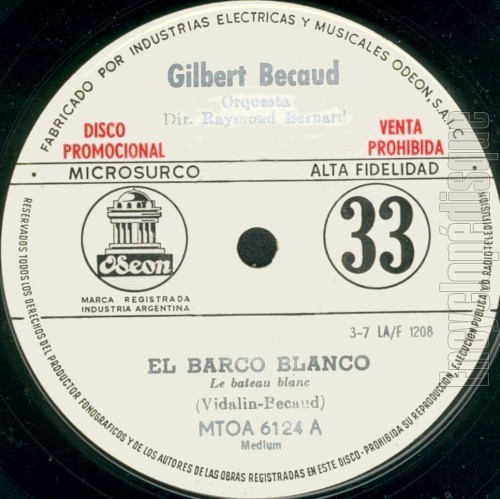 FABRICADO POR INDUSTRIAS ELECTRICAS Y MUSICALES ODEON, S.A.I.C.
Gilbert Becaud
Orquesta
Dir. Raymond Bernard
DISCO
PROMOCIONAL
VENTA
PROHIBIDA
MICROSURCO
ALTA FIDELIDAD
Odeon
33
MARCA REGISTRADA
INDUSTRIA ARGENTINA
3-7 LA/F 1208
EL BARCO BLANCO
Le bateau blanc
(Vidalin-Becaud)
MTOA 6124 A
Medium
RESERVADOS TODOS LOS DERECHOS DEL PRODUCTOR FONOGRAFICO Y DE LOS AUTORES DE LAS OBRAS REGISTRADAS EN ESTE DISCO - PROHIBIDA SU REPRODUCCION, EJECUCION PUBLICA Y/O RADIOTELEDIFUSION
Encyclopédisque